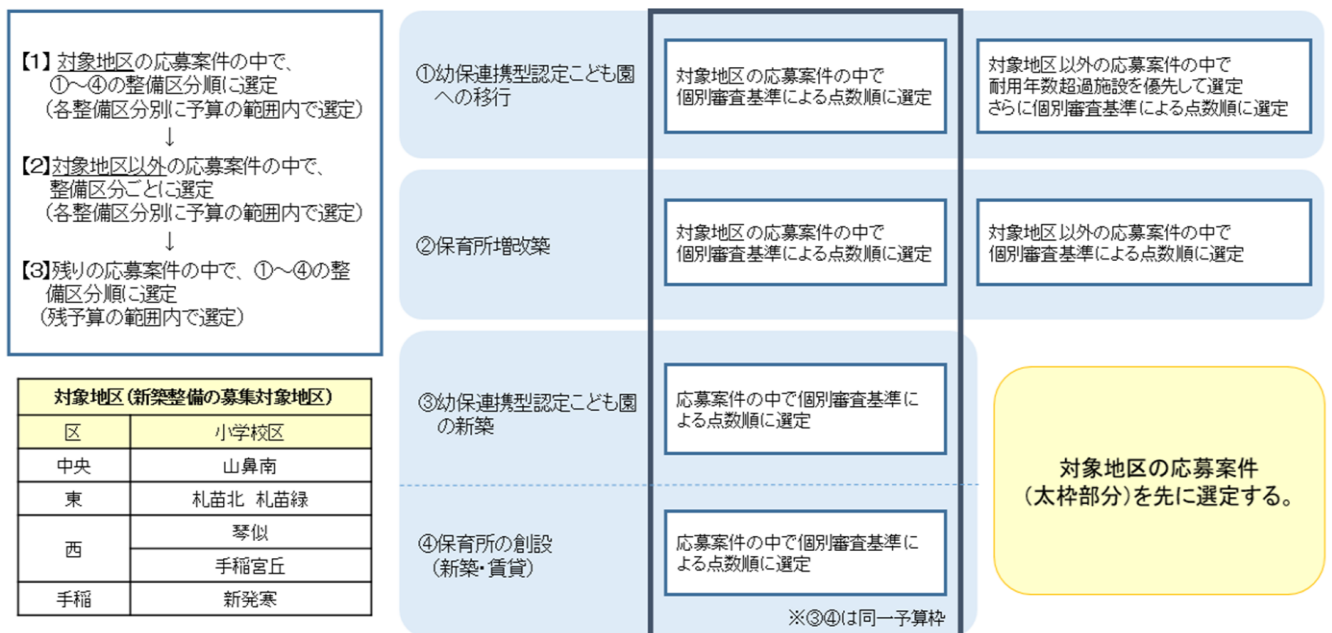 【1】対象地区の応募案件の中で、
①～④の整備区分順に選定
(各整備区分別に予算の範囲内で選定)
↓
【2】対象地区以外の応募案件の中で、
整備区分ごとに選定
(各整備区分別に予算の範囲内で選定)
↓
【3】残りの応募案件の中で、①～④の整
備区分順に選定
(残予算の範囲内で選定)
対象地区(新築整備の募集対象地区)
区 小学校区
中央 山鼻南
東 札苗北 札苗緑
西 琴似
手稲宮丘
手稲 新発寒
①幼保連携型認定こども園
への移行
対象地区の応募案件の中で
個別審査基準による点数順に選定
対象地区以外の応募案件の中で
耐用年数超過施設を優先して選定
さらに個別審査基準による点数順に選定
②保育所増改築
対象地区の応募案件の中で
個別審査基準による点数順に選定
対象地区以外の応募案件の中で
個別審査基準による点数順に選定
③幼保連携型認定こども園
の新築
応募案件の中で個別審査基準に
よる点数順に選定
④保育所の創設
(新築・賃貸)
応募案件の中で個別審査基準に
よる点数順に選定
※③④は同一予算枠
対象地区の応募案件
(太枠部分)を先に選定する。